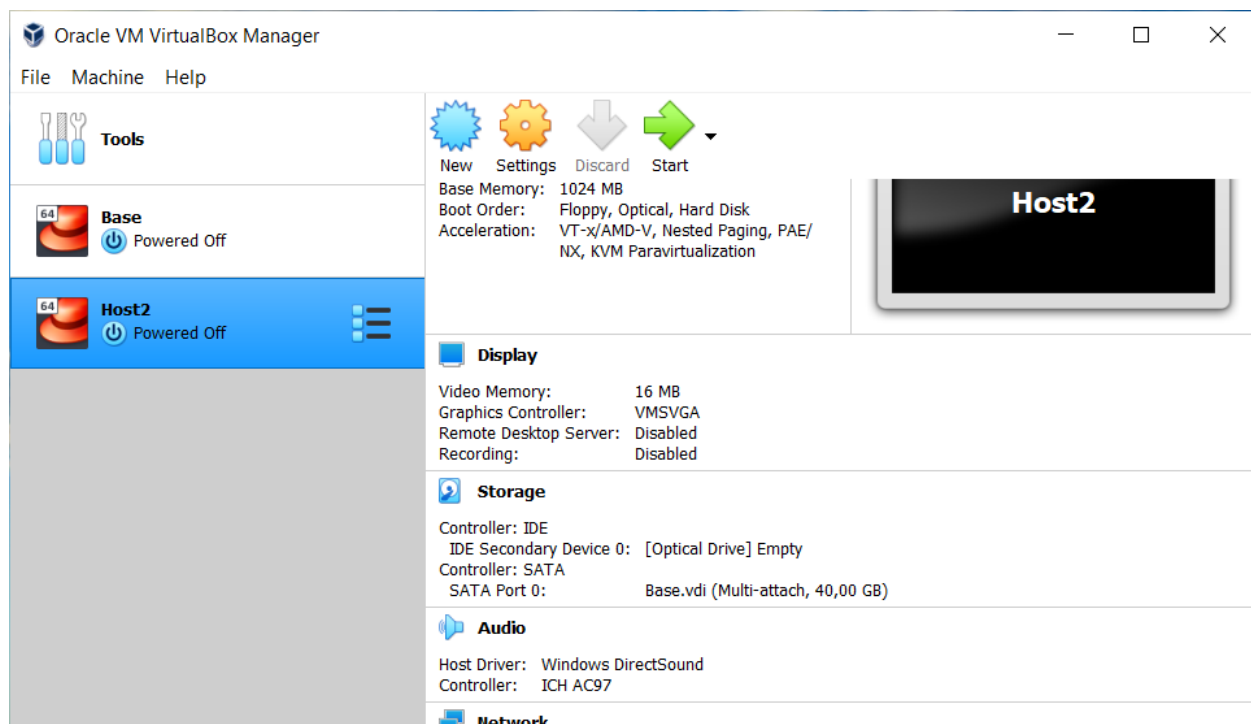 Oracle VM VirtualBox Manager
File Machine Help
Tools
64
Base
Powered Off
64
Host2
Powered Off
New Settings Discard Start
Base Memory: 1024 MB
Boot Order: Floppy, Optical, Hard Disk
Acceleration: VT-x/AMD-V, Nested Paging, PAE/
NX, KVM Paravirtualization
Host2
Display
Video Memory: 16 MB
Graphics Controller: VMSVGA
Remote Desktop Server: Disabled
Recording: Disabled
Storage
Controller: IDE
IDE Secondary Device 0: [Optical Drive] Empty
Controller: SATA
SATA Port 0: Base.vdi (Multi-attach, 40,00 GB)
Audio
Host Driver: Windows DirectSound
Controller: ICH AC97
Network